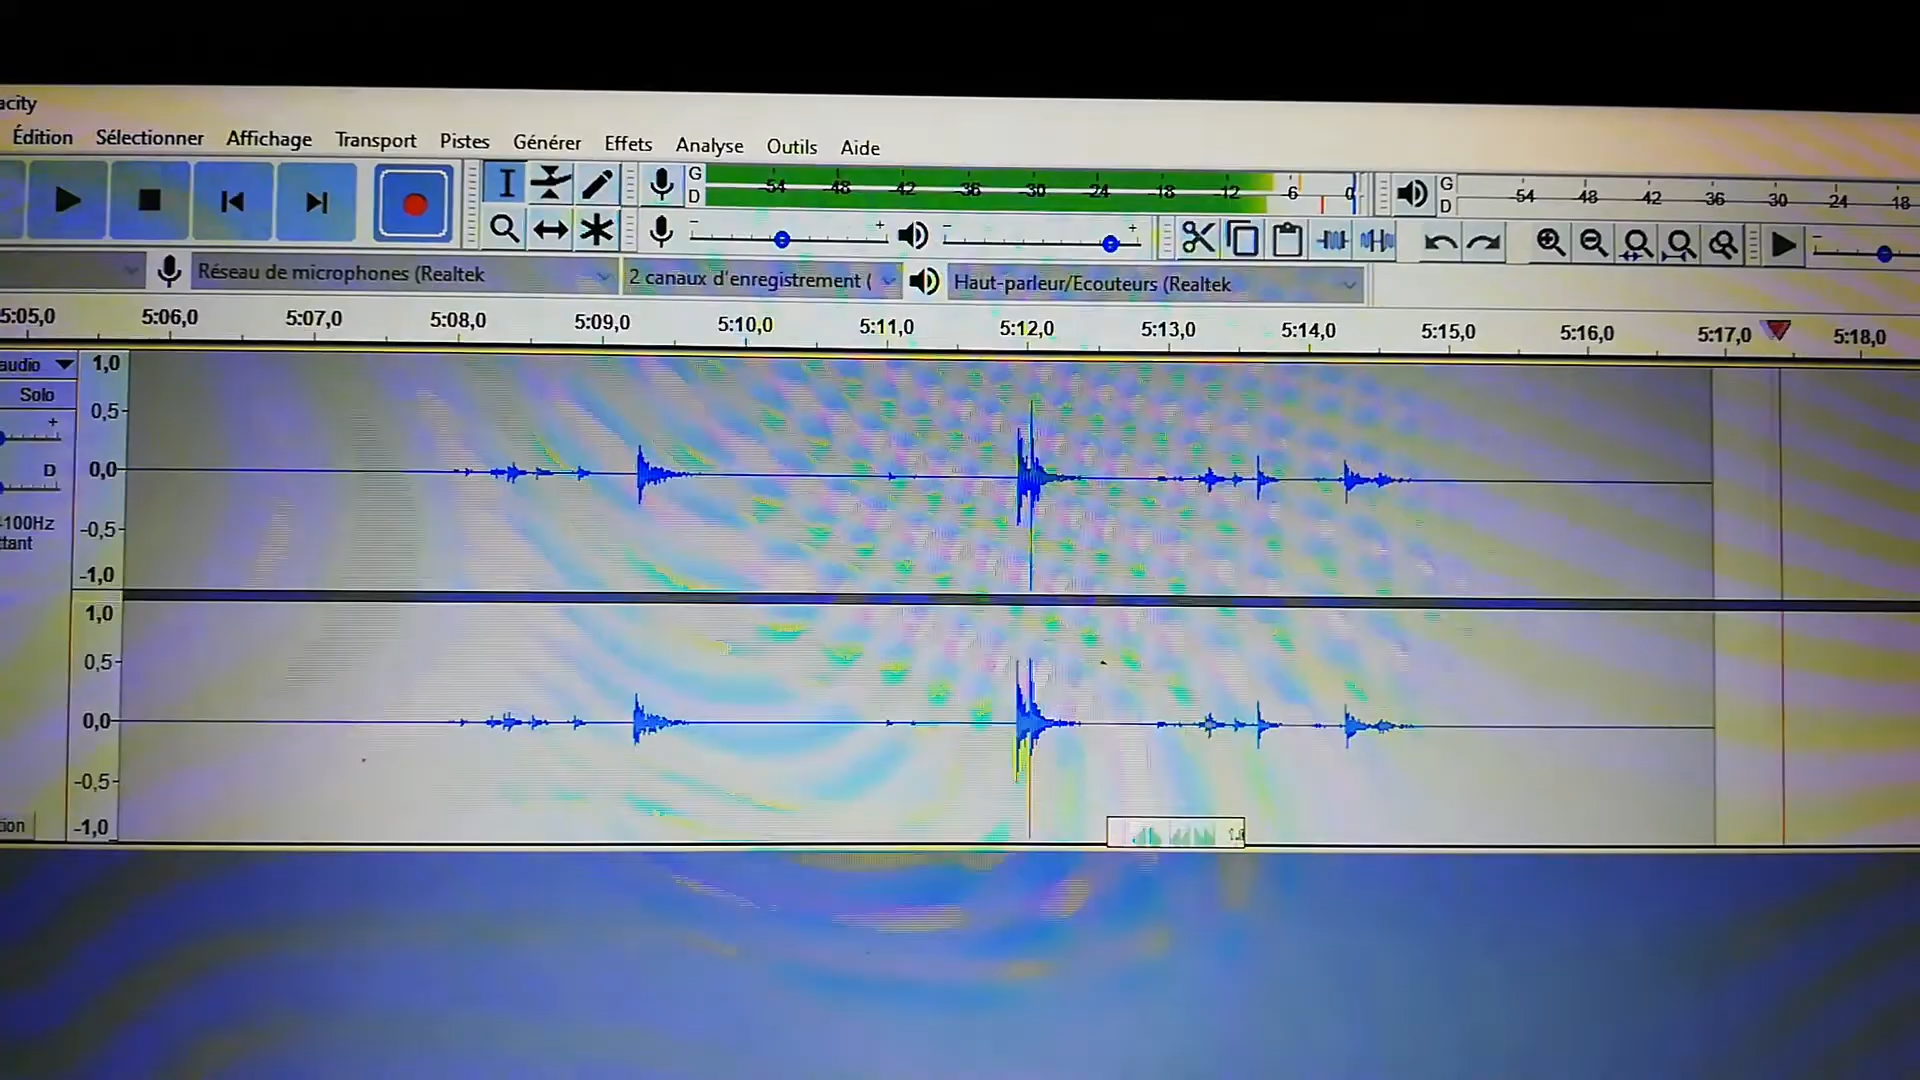 acity
Édition Sélectionner Affichage Transport Pistes Générer Effets Analyse Outils Aide
G
D
-54 -48 -42 -36 -30 -24 -18 -12 -6 0
G
D
-54 -48 -42 -36 -30 -24 -18
- +
- +
-
Réseau de microphones (Realtek
2 canaux d'enregistrement (
Haut-parleur/Ecouteurs (Realtek
5:05,0 5:06,0 5:07,0 5:08,0 5:09,0 5:10,0 5:11,0 5:12,0 5:13,0 5:14,0 5:15,0 5:16,0 5:17,0 5:18,0
audio
Solo
+
D
100Hz
ttant
1,0
0,5
0,0
-0,5
-1,0
1,0
0,5
0,0
-0,5
-1,0